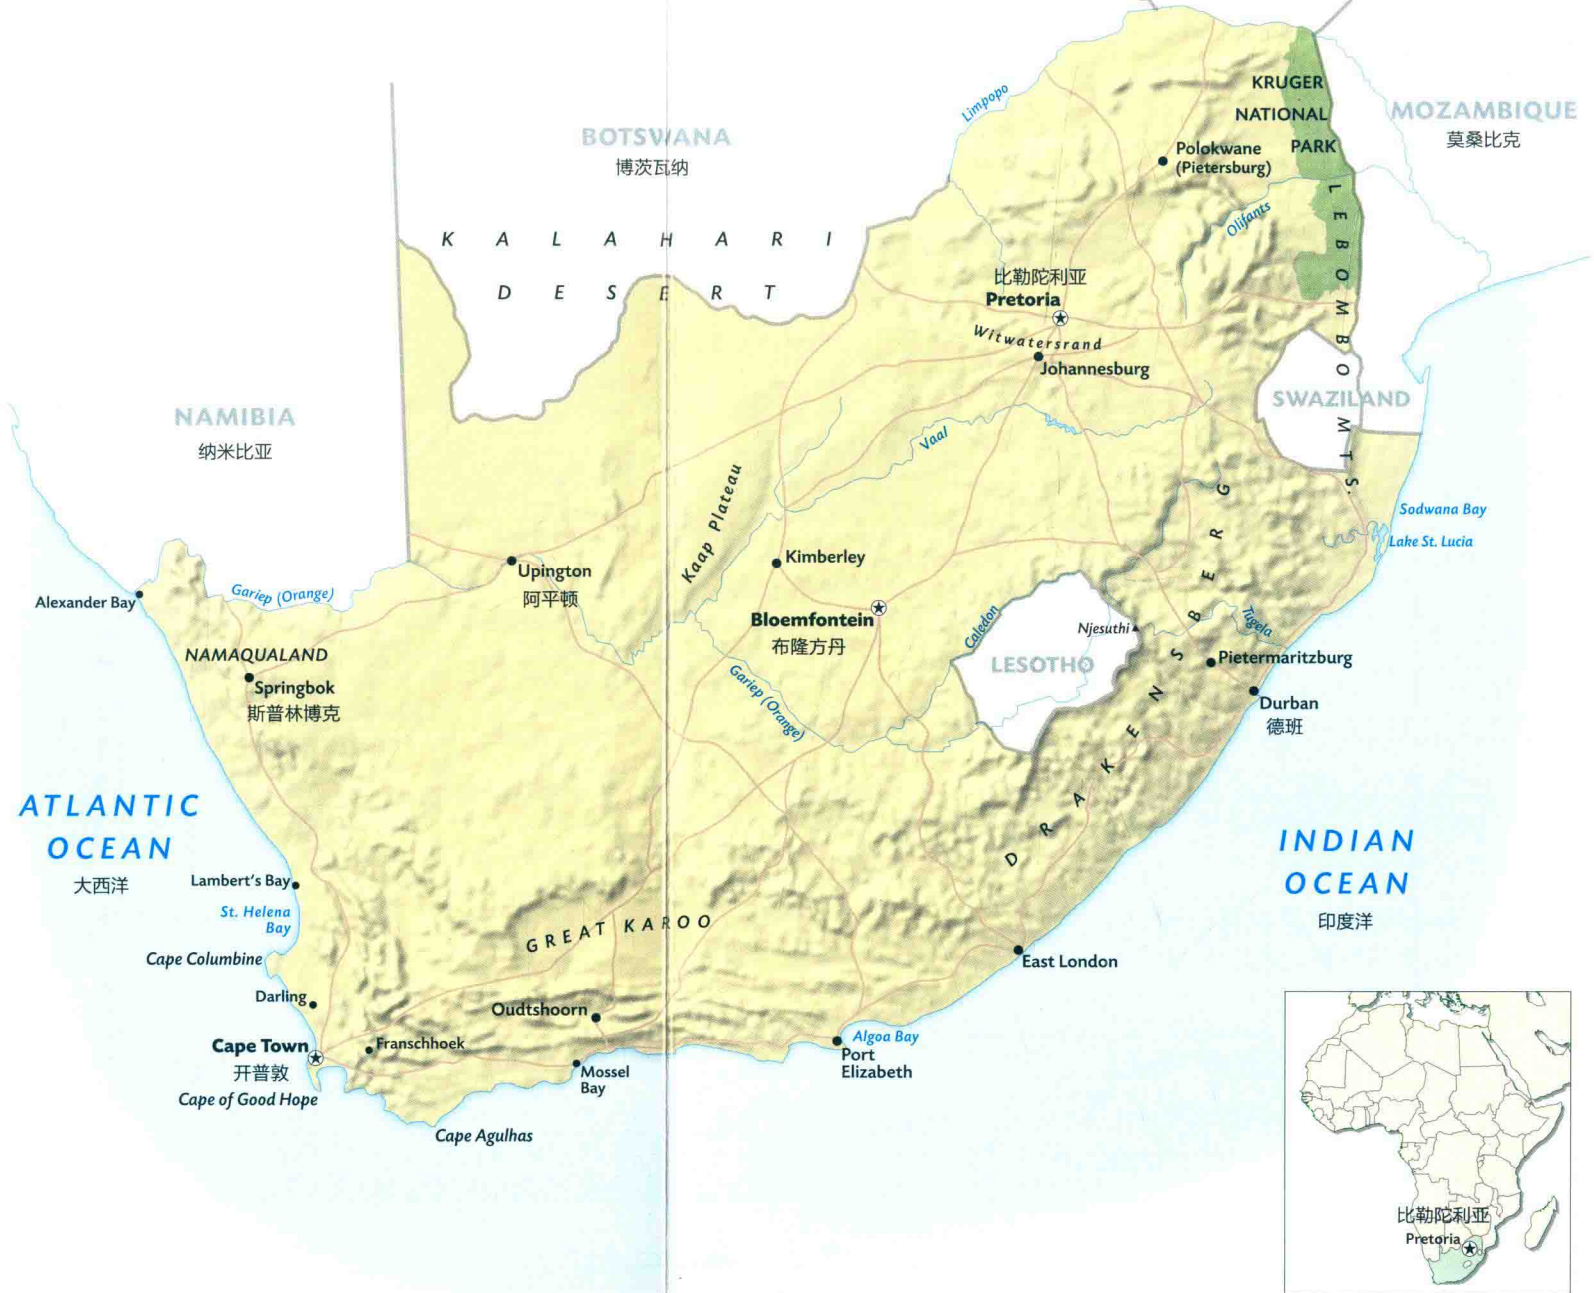 KRUGER
NATIONAL
PARK
MOZAMBIQUE
莫桑比克
BOTSWANA
博茨瓦纳
Limpopo
Polokwane
(Pietersburg)
Olifants
LEBOMBO MTS.
KALAHARI
DESERT
比勒陀利亚
Pretoria
Witwatersrand
Johannesburg
SWAZILAND
NAMIBIA
纳米比亚
Vaal
Kaap Plateau
Sodwana Bay
Lake St. Lucia
Kimberley
Upington
阿平顿
Alexander Bay
Gariep (Orange)
Bloemfontein
布隆方丹
Caledon
Njesuthi
Tugela
LESOTHO
Pietermaritzburg
NAMAQUALAND
Springbok
斯普林博克
Gariep (Orange)
Durban
德班
DRAKENSBERG
ATLANTIC
OCEAN
大西洋
INDIAN
OCEAN
印度洋
Lambert's Bay
St. Helena
Bay
GREAT KAROO
Cape Columbine
East London
Darling
Oudtshoorn
Cape Town
开普敦
Franschhoek
Algoa Bay
Port
Elizabeth
Mossel
Bay
Cape of Good Hope
Cape Agulhas
比勒陀利亚
Pretoria